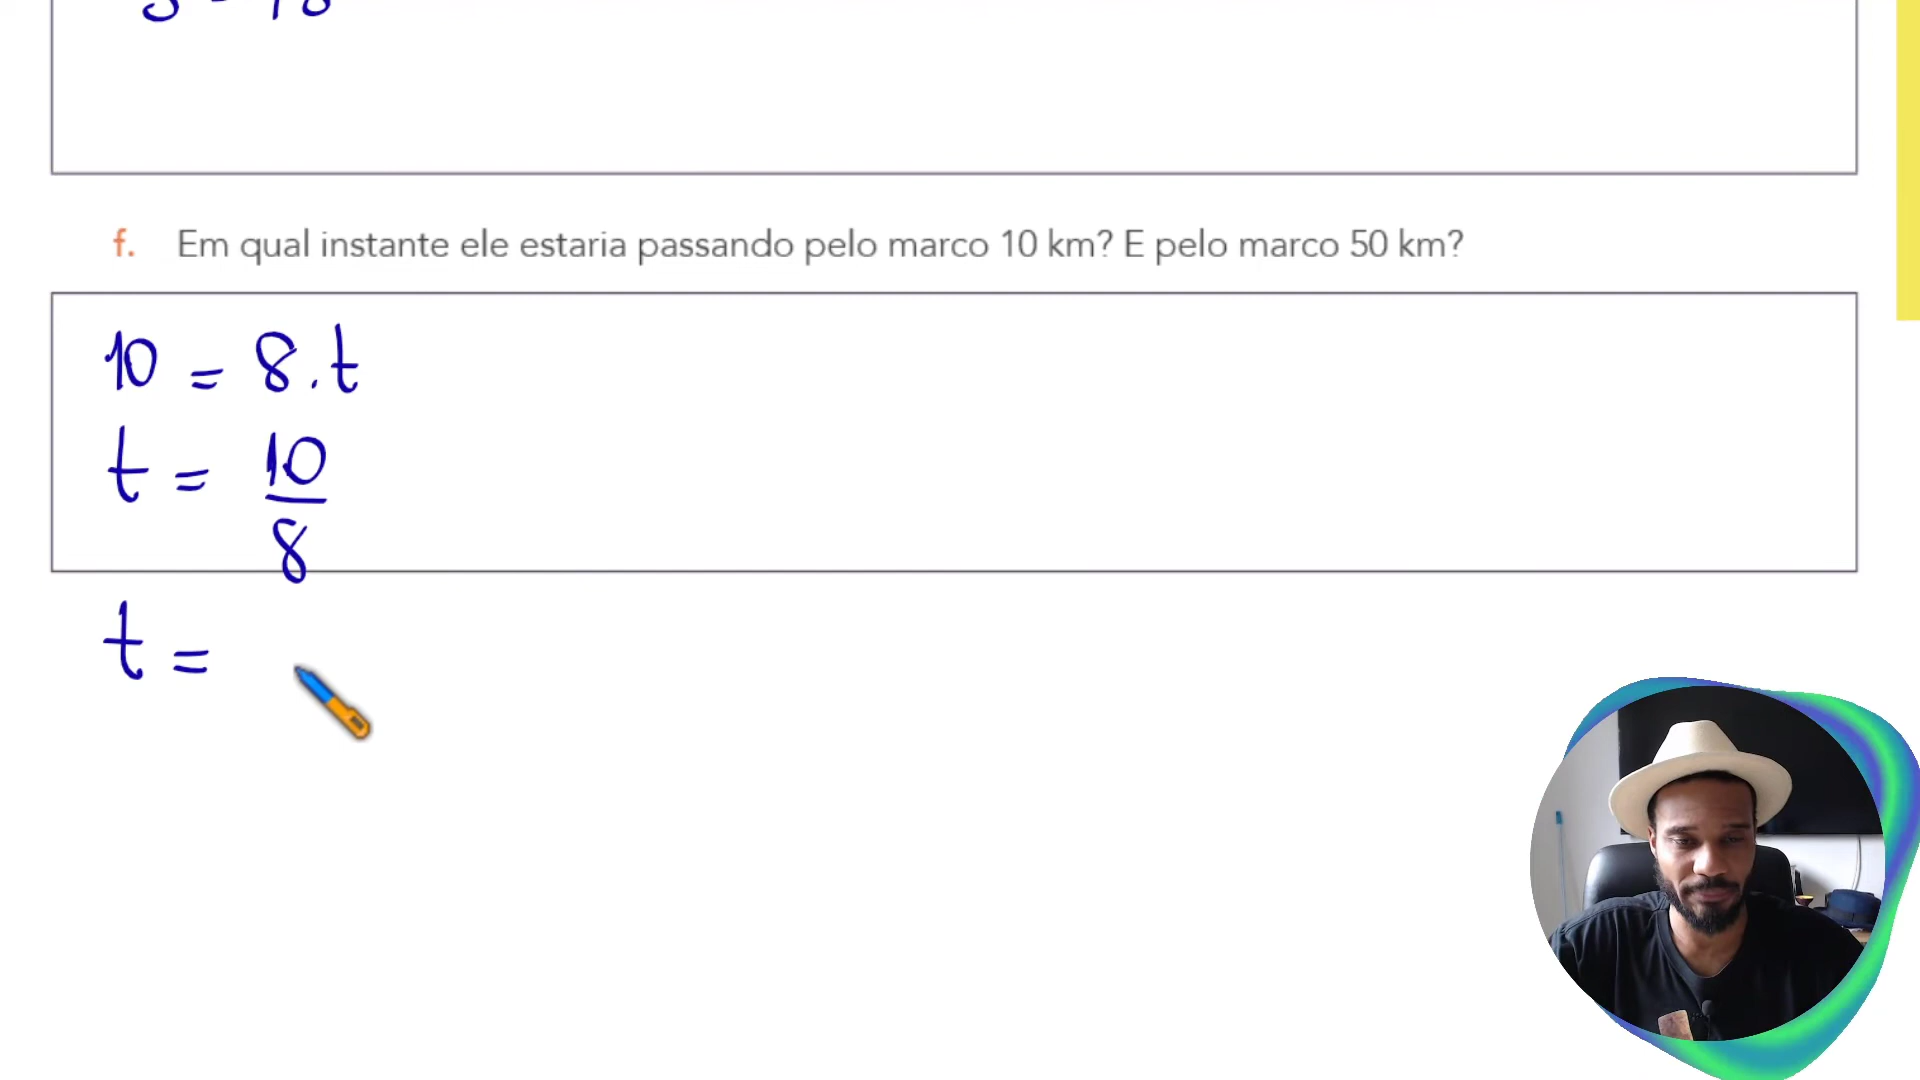 f. Em qual instante ele estaria passando pelo marco 10 km? E pelo marco 50 km?
10 = 8.t
t = 10/8
t =